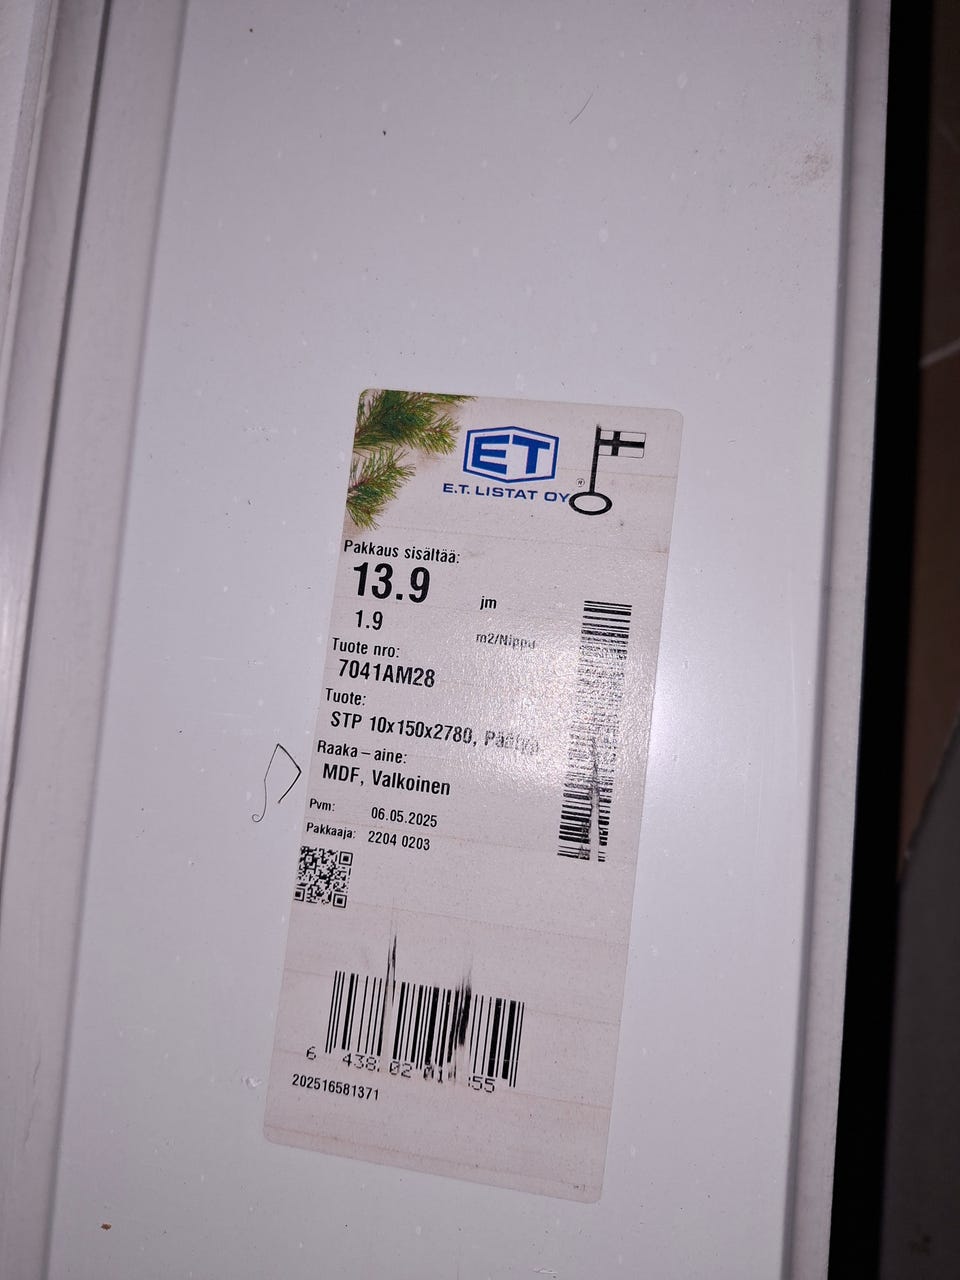 ET
E.T. LISTAT OY
®
Pakkaus sisältää:
13.9 jm
1.9 m2/Nippu
Tuote nro:
7041AM28
Tuote:
STP 10x150x2780,
Raaka-aine:
MDF, Valkoinen
Pvm: 06.05.2025
Pakkaaja: 2204 0203
202516581371